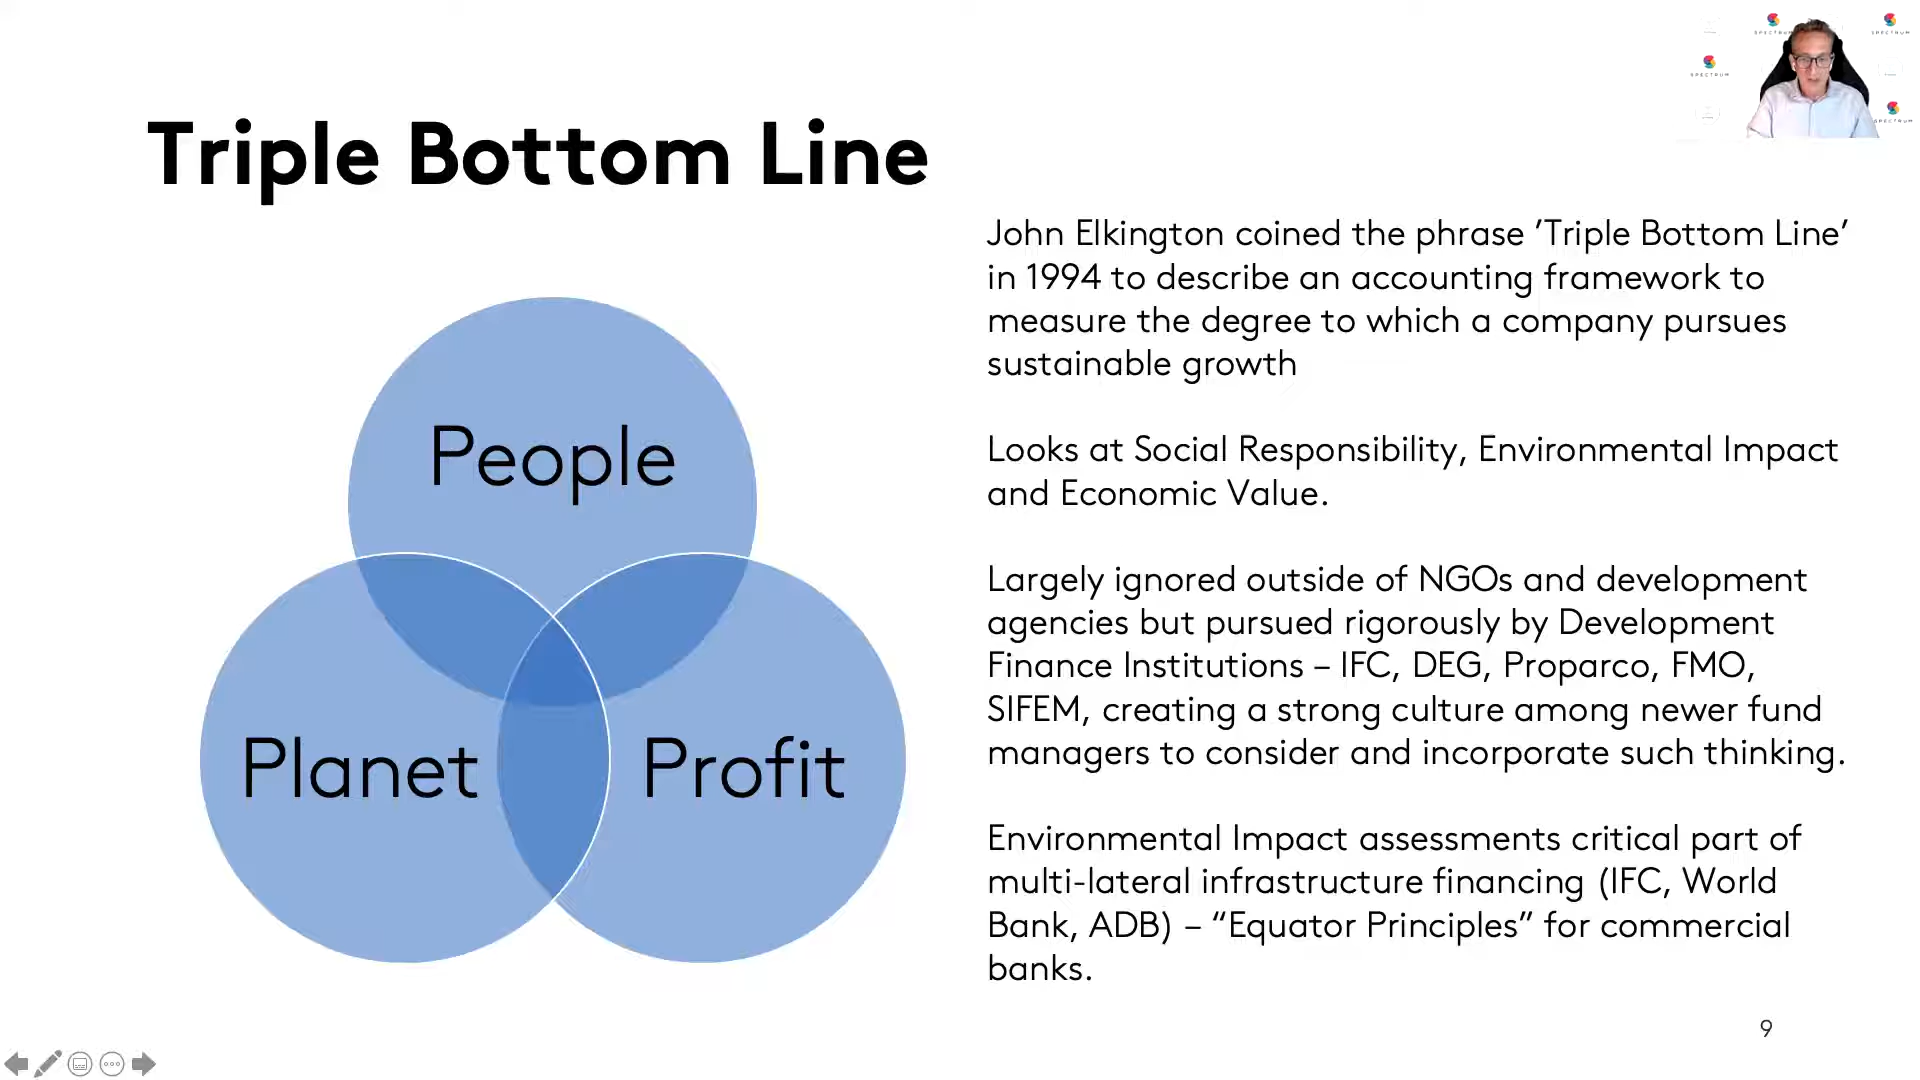 SPECTRUM
SPECTRUM
SPECTRUM
SPECTRUM
Triple Bottom Line
People
Planet
Profit
John Elkington coined the phrase ’Triple Bottom Line’
in 1994 to describe an accounting framework to
measure the degree to which a company pursues
sustainable growth
Looks at Social Responsibility, Environmental Impact
and Economic Value.
Largely ignored outside of NGOs and development
agencies but pursued rigorously by Development
Finance Institutions – IFC, DEG, Proparco, FMO,
SIFEM, creating a strong culture among newer fund
managers to consider and incorporate such thinking.
Environmental Impact assessments critical part of
multi-lateral infrastructure financing (IFC, World
Bank, ADB) – “Equator Principles” for commercial
banks.
9